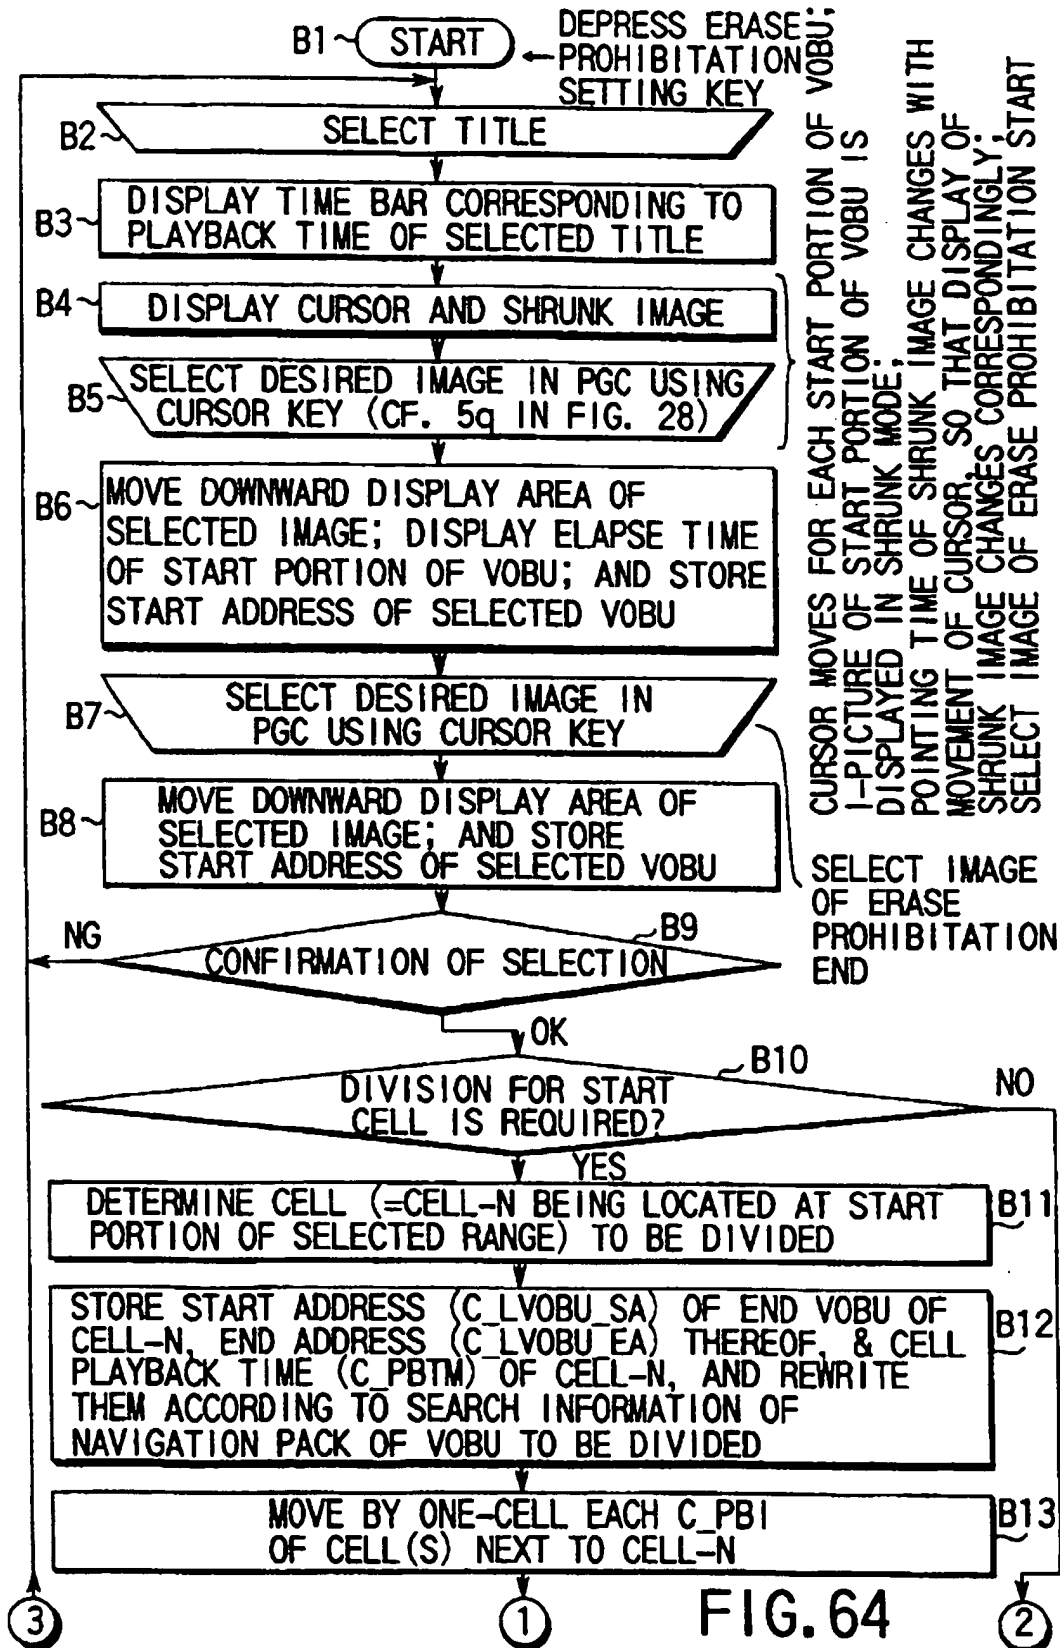 B1
START
DEPRESS ERASE
PROHIBITATION
SETTING KEY
B2
SELECT TITLE
B3
DISPLAY TIME BAR CORRESPONDING TO
PLAYBACK TIME OF SELECTED TITLE
B4
DISPLAY CURSOR AND SHRUNK IMAGE
B5
SELECT DESIRED IMAGE IN PGC USING
CURSOR KEY (CF. 5q IN FIG. 28)
CURSOR MOVES FOR EACH START PORTION OF VOBU;
I-PICTURE OF START PORTION OF VOBU IS
DISPLAYED IN SHRUNK MODE;
POINTING TIME OF SHRUNK IMAGE CHANGES WITH
MOVEMENT OF CURSOR, SO THAT DISPLAY OF
SHRUNK IMAGE CHANGES CORRESPONDINGLY;
SELECT IMAGE OF ERASE PROHIBITATION START
B6
MOVE DOWNWARD DISPLAY AREA OF
SELECTED IMAGE; DISPLAY ELAPSE TIME
OF START PORTION OF VOBU; AND STORE
START ADDRESS OF SELECTED VOBU
B7
SELECT DESIRED IMAGE IN
PGC USING CURSOR KEY
SELECT IMAGE
OF ERASE
PROHIBITATION
END
B8
MOVE DOWNWARD DISPLAY AREA OF
SELECTED IMAGE; AND STORE
START ADDRESS OF SELECTED VOBU
B9
NG
CONFIRMATION OF SELECTION
OK
B10
DIVISION FOR START
CELL IS REQUIRED?
NO
YES
DETERMINE CELL (=CELL-N BEING LOCATED AT START
PORTION OF SELECTED RANGE) TO BE DIVIDED
B11
STORE START ADDRESS (C_LVOBU_SA) OF END VOBU OF
CELL-N, END ADDRESS (C_LVOBU_EA) THEREOF, & CELL
PLAYBACK TIME (C_PBTM) OF CELL-N, AND REWRITE
THEM ACCORDING TO SEARCH INFORMATION OF
NAVIGATION PACK OF VOBU TO BE DIVIDED
B12
MOVE BY ONE-CELL EACH C_PBI
OF CELL(S) NEXT TO CELL-N
B13
3
1
FIG. 64
2